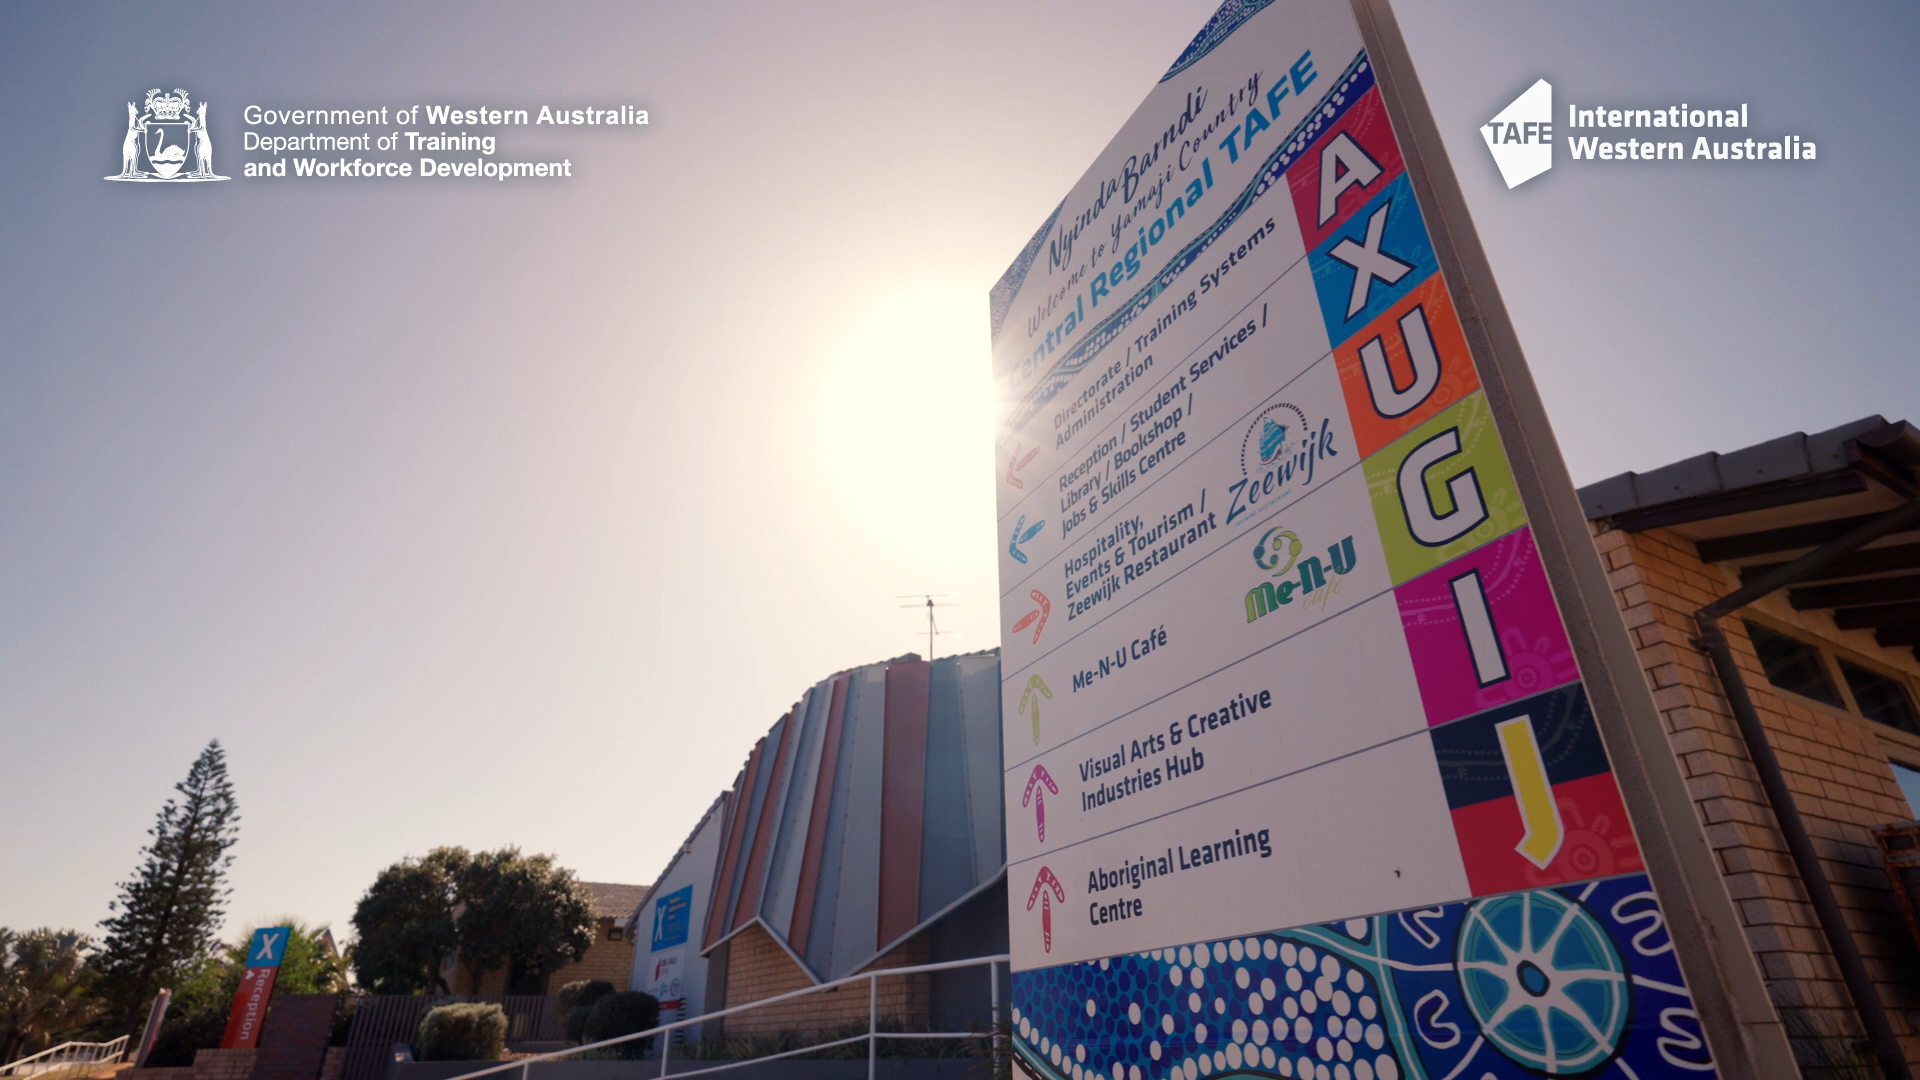 Government of Western Australia
Department of Training
and Workforce Development
TAFE
International
Western Australia
Nyinda Barndi
Welcome to Yamaji Country
Central Regional TAFE
Directorate / Training Systems
Administration
A
Reception / Student Services /
Library / Bookshop /
Jobs & Skills Centre
X
Hospitality,
Events & Tourism /
Zeewijk Restaurant
Zeewijk
TRAINING RESTAURANT
U
Me-N-U Café
Me-N-U
café
G
Visual Arts & Creative
Industries Hub
I
Aboriginal Learning
Centre
J
X
Reception
X